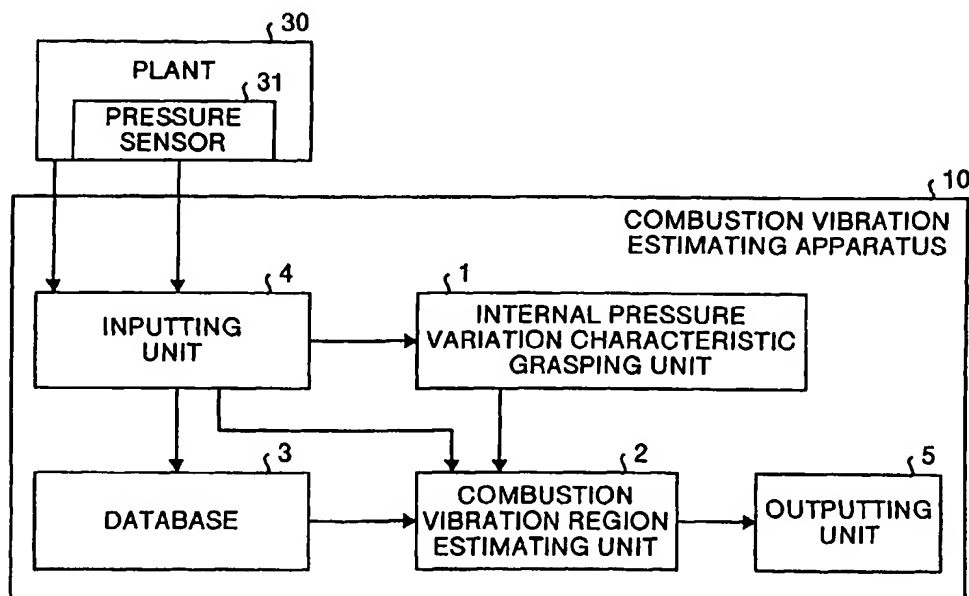 30
PLANT
31
PRESSURE
SENSOR
10
COMBUSTION VIBRATION
ESTIMATING APPARATUS
4
INPUTTING
UNIT
1
INTERNAL PRESSURE
VARIATION CHARACTERISTIC
GRASPING UNIT
3
DATABASE
2
COMBUSTION
VIBRATION REGION
ESTIMATING UNIT
5
OUTPUTTING
UNIT